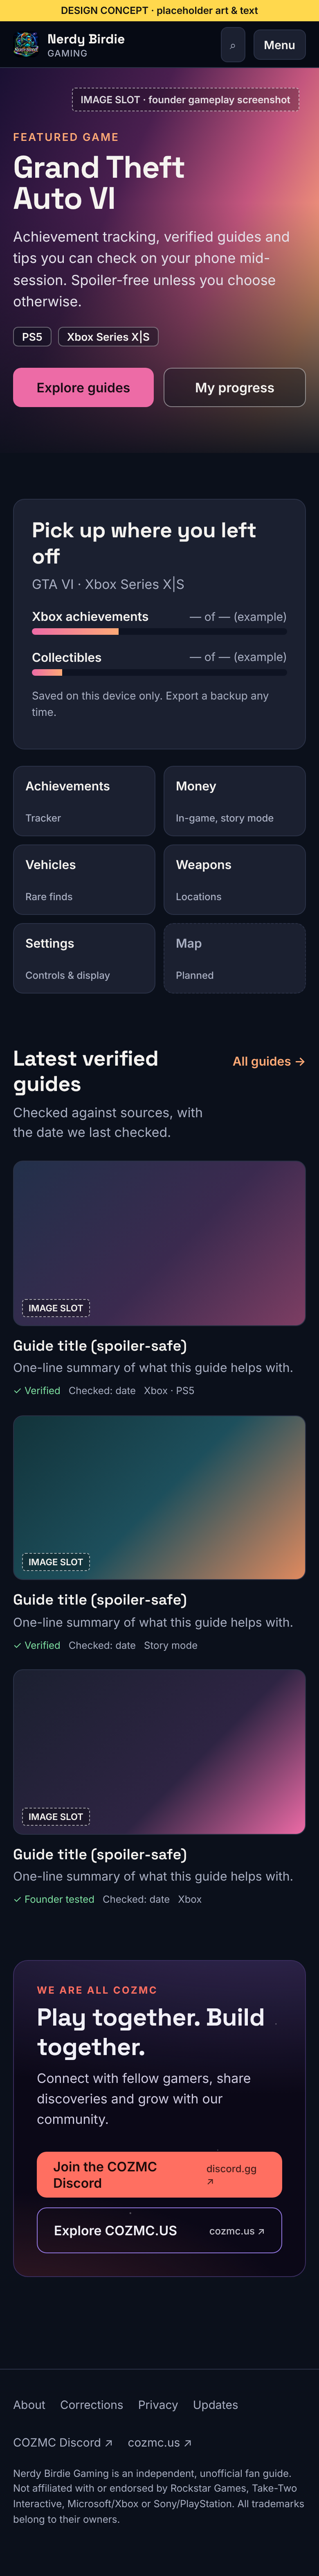 DESIGN CONCEPT · placeholder art & text
Nerdy Birdie
GAMING
Menu
IMAGE SLOT · founder gameplay screenshot
FEATURED GAME
Grand Theft
Auto VI
Achievement tracking, verified guides and
tips you can check on your phone mid-
session. Spoiler-free unless you choose
otherwise.
PS5
Xbox Series X|S
Explore guides
My progress
Pick up where you left
off
GTA VI · Xbox Series X|S
Xbox achievements
— of — (example)
Collectibles
— of — (example)
Saved on this device only. Export a backup any
time.
Achievements
Tracker
Money
In-game, story mode
Vehicles
Rare finds
Weapons
Locations
Settings
Controls & display
Map
Planned
Latest verified
guides
All guides →
Checked against sources, with
the date we last checked.
IMAGE SLOT
Guide title (spoiler-safe)
One-line summary of what this guide helps with.
✓ Verified Checked: date Xbox · PS5
IMAGE SLOT
Guide title (spoiler-safe)
One-line summary of what this guide helps with.
✓ Verified Checked: date Story mode
IMAGE SLOT
Guide title (spoiler-safe)
One-line summary of what this guide helps with.
✓ Founder tested Checked: date Xbox
WE ARE ALL COZMC
Play together. Build
together.
Connect with fellow gamers, share
discoveries and grow with our
community.
Join the COZMC
Discord
discord.gg
↗
Explore COZMC.US
cozmc.us ↗
About Corrections Privacy Updates
COZMC Discord ↗ cozmc.us ↗
Nerdy Birdie Gaming is an independent, unofficial fan guide.
Not affiliated with or endorsed by Rockstar Games, Take-Two
Interactive, Microsoft/Xbox or Sony/PlayStation. All trademarks
belong to their owners.